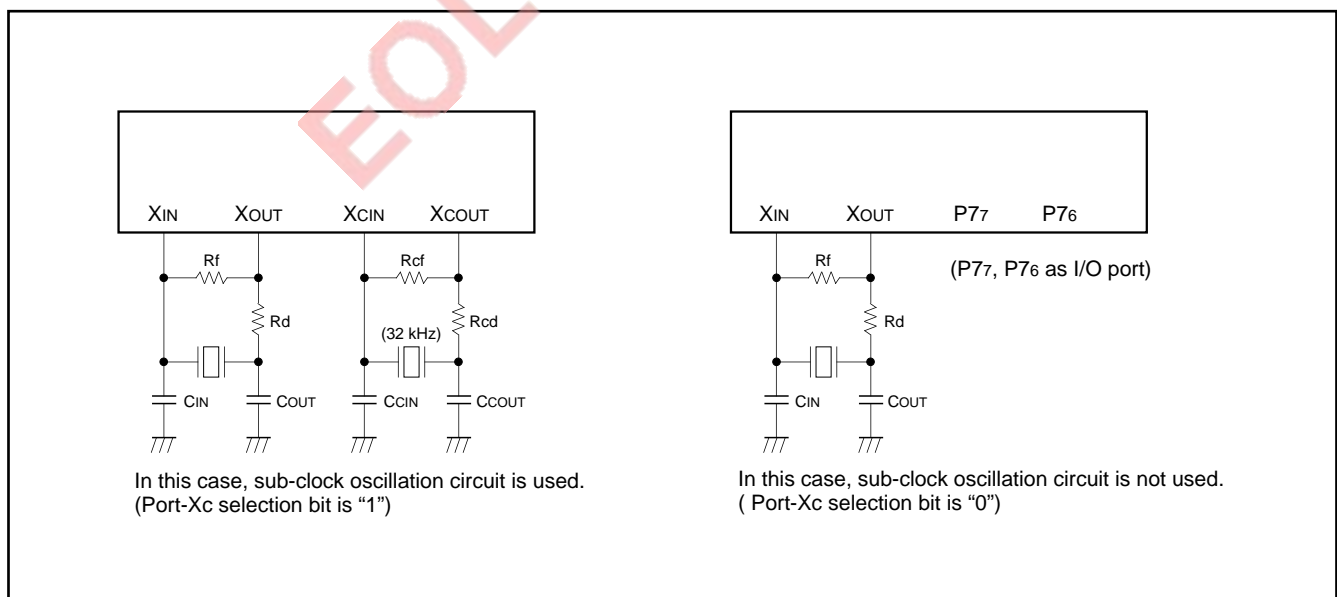 EOL
XIN XOUT XCIN XCOUT
Rf Rcf
Rd (32 kHz) Rcd
CIN COUT CCIN CCOUT
In this case, sub-clock oscillation circuit is used.
(Port-Xc selection bit is “1”)
XIN XOUT P77 P76
Rf (P77, P76 as I/O port)
Rd
CIN COUT
In this case, sub-clock oscillation circuit is not used.
( Port-Xc selection bit is “0”)